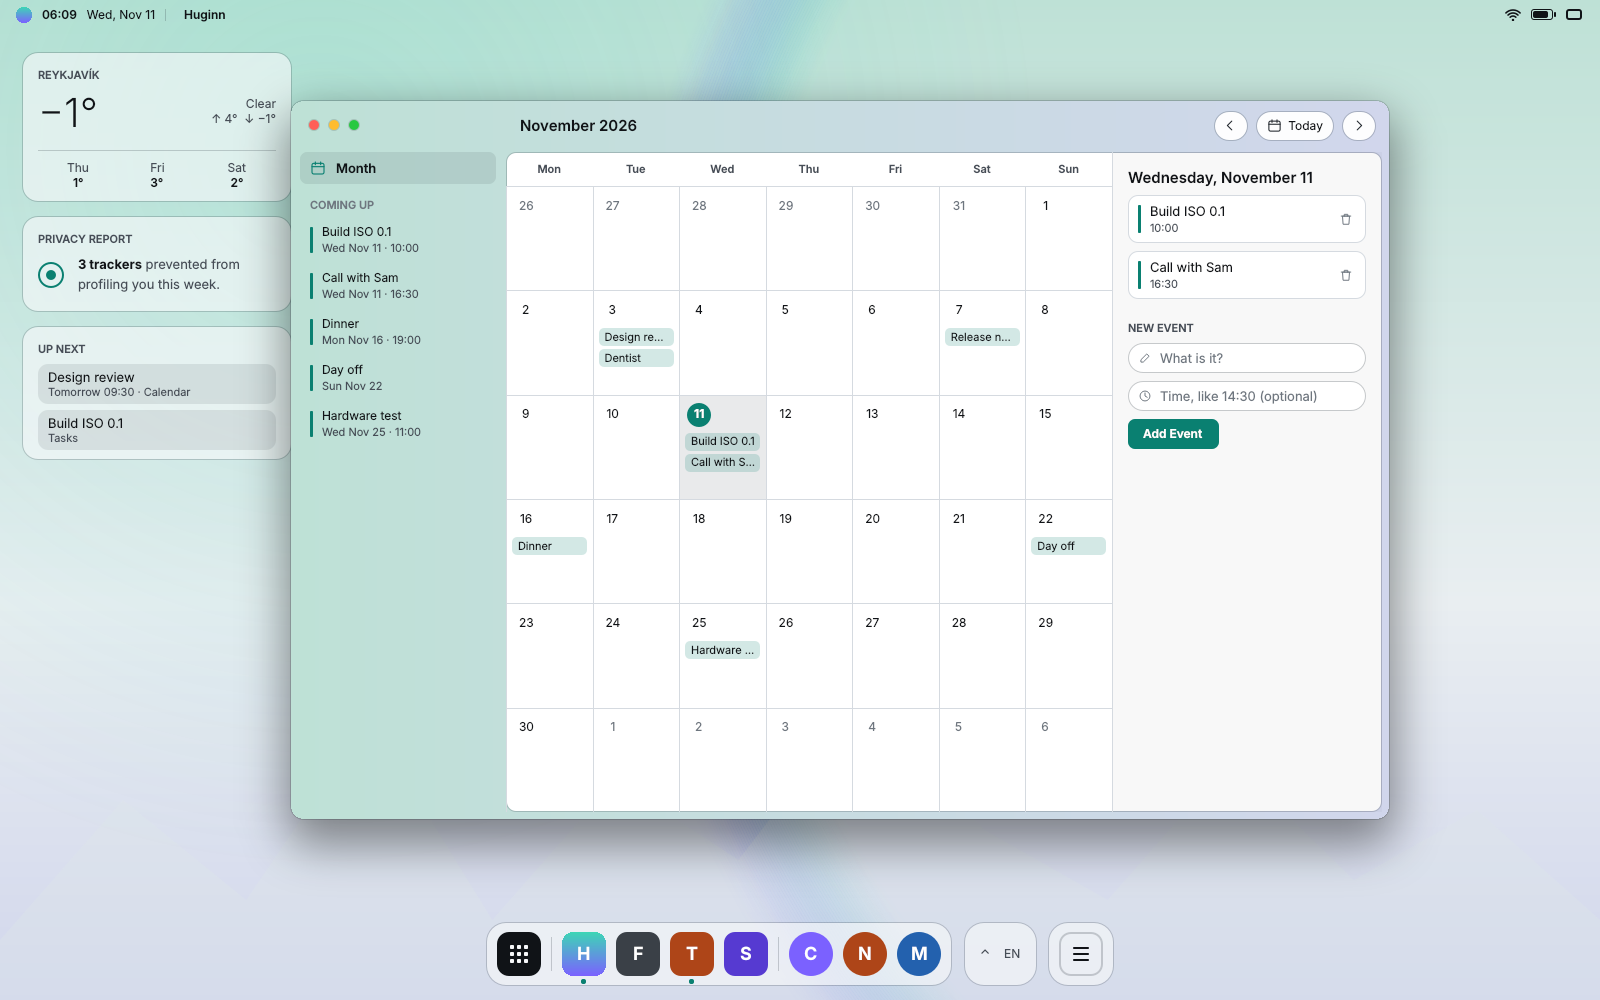 06:09 Wed, Nov 11 Huginn
REYKJAVÍK
−1°
Clear
↑ 4° ↓ −1°
Thu Fri Sat
1° 3° 2°
PRIVACY REPORT
3 trackers prevented from
profiling you this week.
UP NEXT
Design review
Tomorrow 09:30 · Calendar
Build ISO 0.1
Tasks
November 2026
Today
Month
COMING UP
Build ISO 0.1
Wed Nov 11 · 10:00
Call with Sam
Wed Nov 11 · 16:30
Dinner
Mon Nov 16 · 19:00
Day off
Sun Nov 22
Hardware test
Wed Nov 25 · 11:00
Mon Tue Wed Thu Fri Sat Sun
26 27 28 29 30 31 1
2 3 4 5 6 7 8
Design re... Release n...
Dentist
9 10 11 12 13 14 15
Build ISO 0.1
Call with S...
16 17 18 19 20 21 22
Dinner Day off
23 24 25 26 27 28 29
Hardware ...
30 1 2 3 4 5 6
Wednesday, November 11
Build ISO 0.1
10:00
Call with Sam
16:30
NEW EVENT
What is it?
Time, like 14:30 (optional)
Add Event
H F T S C N M EN